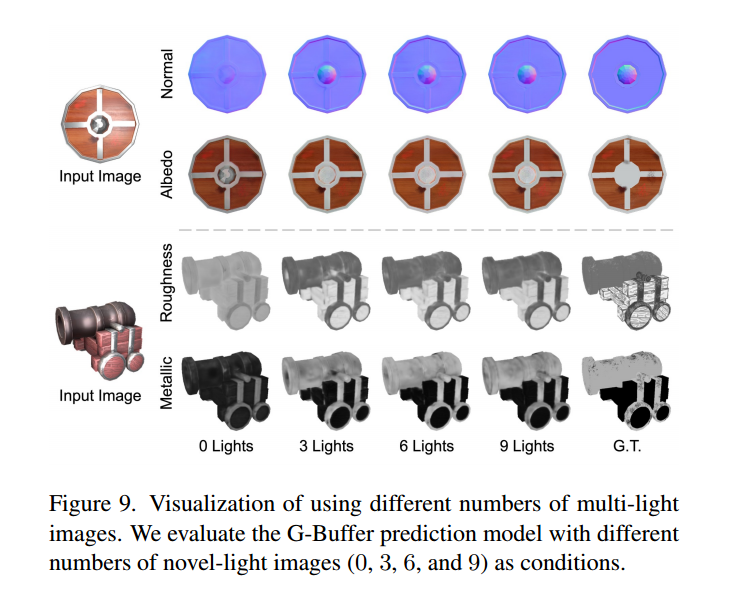 Normal
Input Image
Albedo
Roughness
Input Image
Metallic
0 Lights 3 Lights 6 Lights 9 Lights G.T.
Figure 9. Visualization of using different numbers of multi-light
images. We evaluate the G-Buffer prediction model with different
numbers of novel-light images (0, 3, 6, and 9) as conditions.